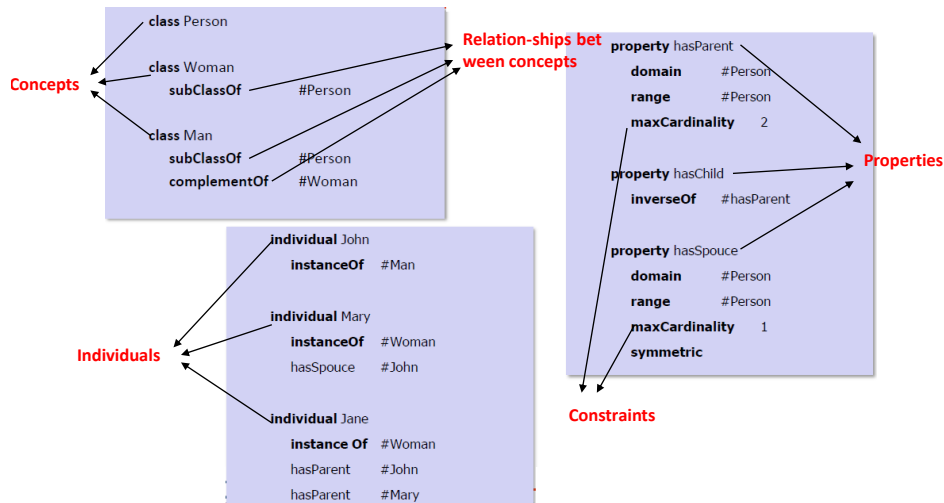 class Person
class Woman
subClassOf #Person
class Man
subClassOf #Person
complementOf #Woman
Concepts
Relation-ships bet
ween concepts
property hasParent
domain #Person
range #Person
maxCardinality 2
property hasChild
inverseOf #hasParent
property hasSpouce
domain #Person
range #Person
maxCardinality 1
symmetric
Properties
Constraints
individual John
instanceOf #Man
individual Mary
instanceOf #Woman
hasSpouce #John
individual Jane
instance Of #Woman
hasParent #John
hasParent #Mary
Individuals